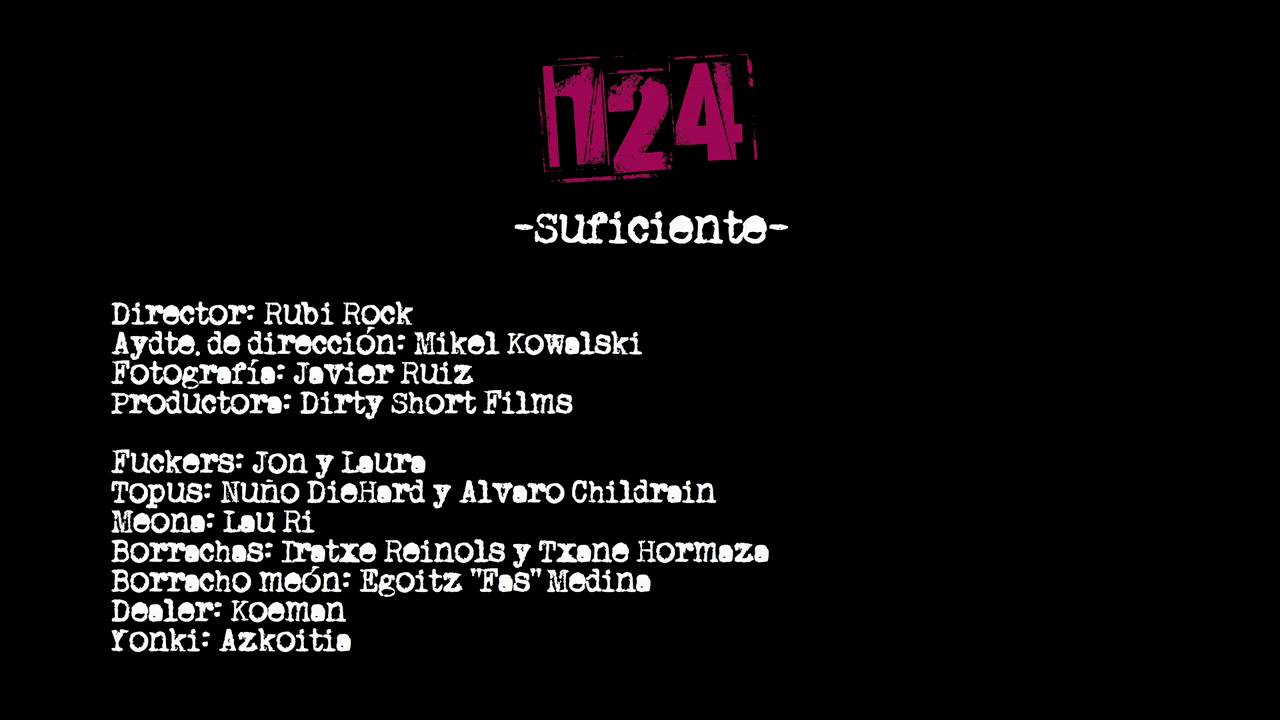 124
-Suficiente-
Director: Rubi Rock
Aydte. de dirección: Mikel Kowalski
Fotografía: Javier Ruiz
Productora: Dirty Short Films
Fuckers: Jon y Laura
Topus: Nuño DieHard y Alvaro Childrain
Meona: Lau Ri
Borrachas: Iratxe Reinols y Txane Hormaza
Borracho meón: Egoitz "Fas" Medina
Dealer: Koeman
Yonki: Azkoitia